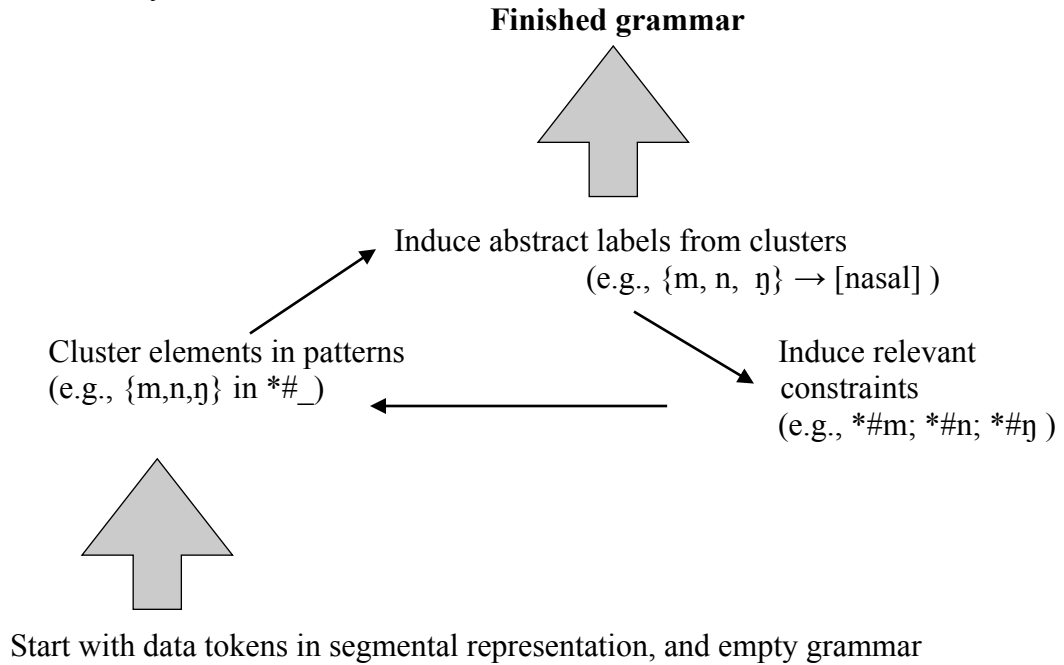 Finished grammar
Induce abstract labels from clusters
(e.g., {m, n, ŋ} → [nasal] )
Cluster elements in patterns
(e.g., {m,n,ŋ} in *#_)
Induce relevant
constraints
(e.g., *#m; *#n; *#ŋ )
Start with data tokens in segmental representation, and empty grammar